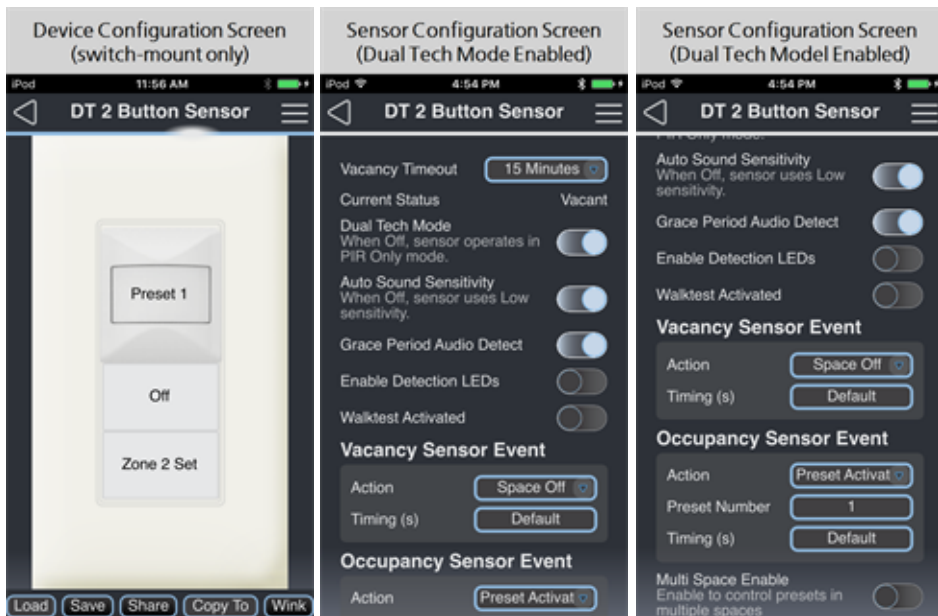 Device Configuration Screen
(switch-mount only)
iPod
11:56 AM
DT 2 Button Sensor
Preset 1
Off
Zone 2 Set
Load
Save
Share
Copy To
Wink
Sensor Configuration Screen
(Dual Tech Mode Enabled)
iPod
4:54 PM
DT 2 Button Sensor
Vacancy Timeout
15 Minutes
Current Status
Vacant
Dual Tech Mode
When Off, sensor operates in
PIR Only mode.
Auto Sound Sensitivity
When Off, sensor uses Low
sensitivity.
Grace Period Audio Detect
Enable Detection LEDs
Walktest Activated
Vacancy Sensor Event
Action
Space Off
Timing (s)
Default
Occupancy Sensor Event
Action
Preset Activat
Sensor Configuration Screen
(Dual Tech Model Enabled)
iPod
4:54 PM
DT 2 Button Sensor
PIR Only mode.
Auto Sound Sensitivity
When Off, sensor uses Low
sensitivity.
Grace Period Audio Detect
Enable Detection LEDs
Walktest Activated
Vacancy Sensor Event
Action
Space Off
Timing (s)
Default
Occupancy Sensor Event
Action
Preset Activat
Preset Number
1
Timing (s)
Default
Multi Space Enable
Enable to control presets in
multiple spaces